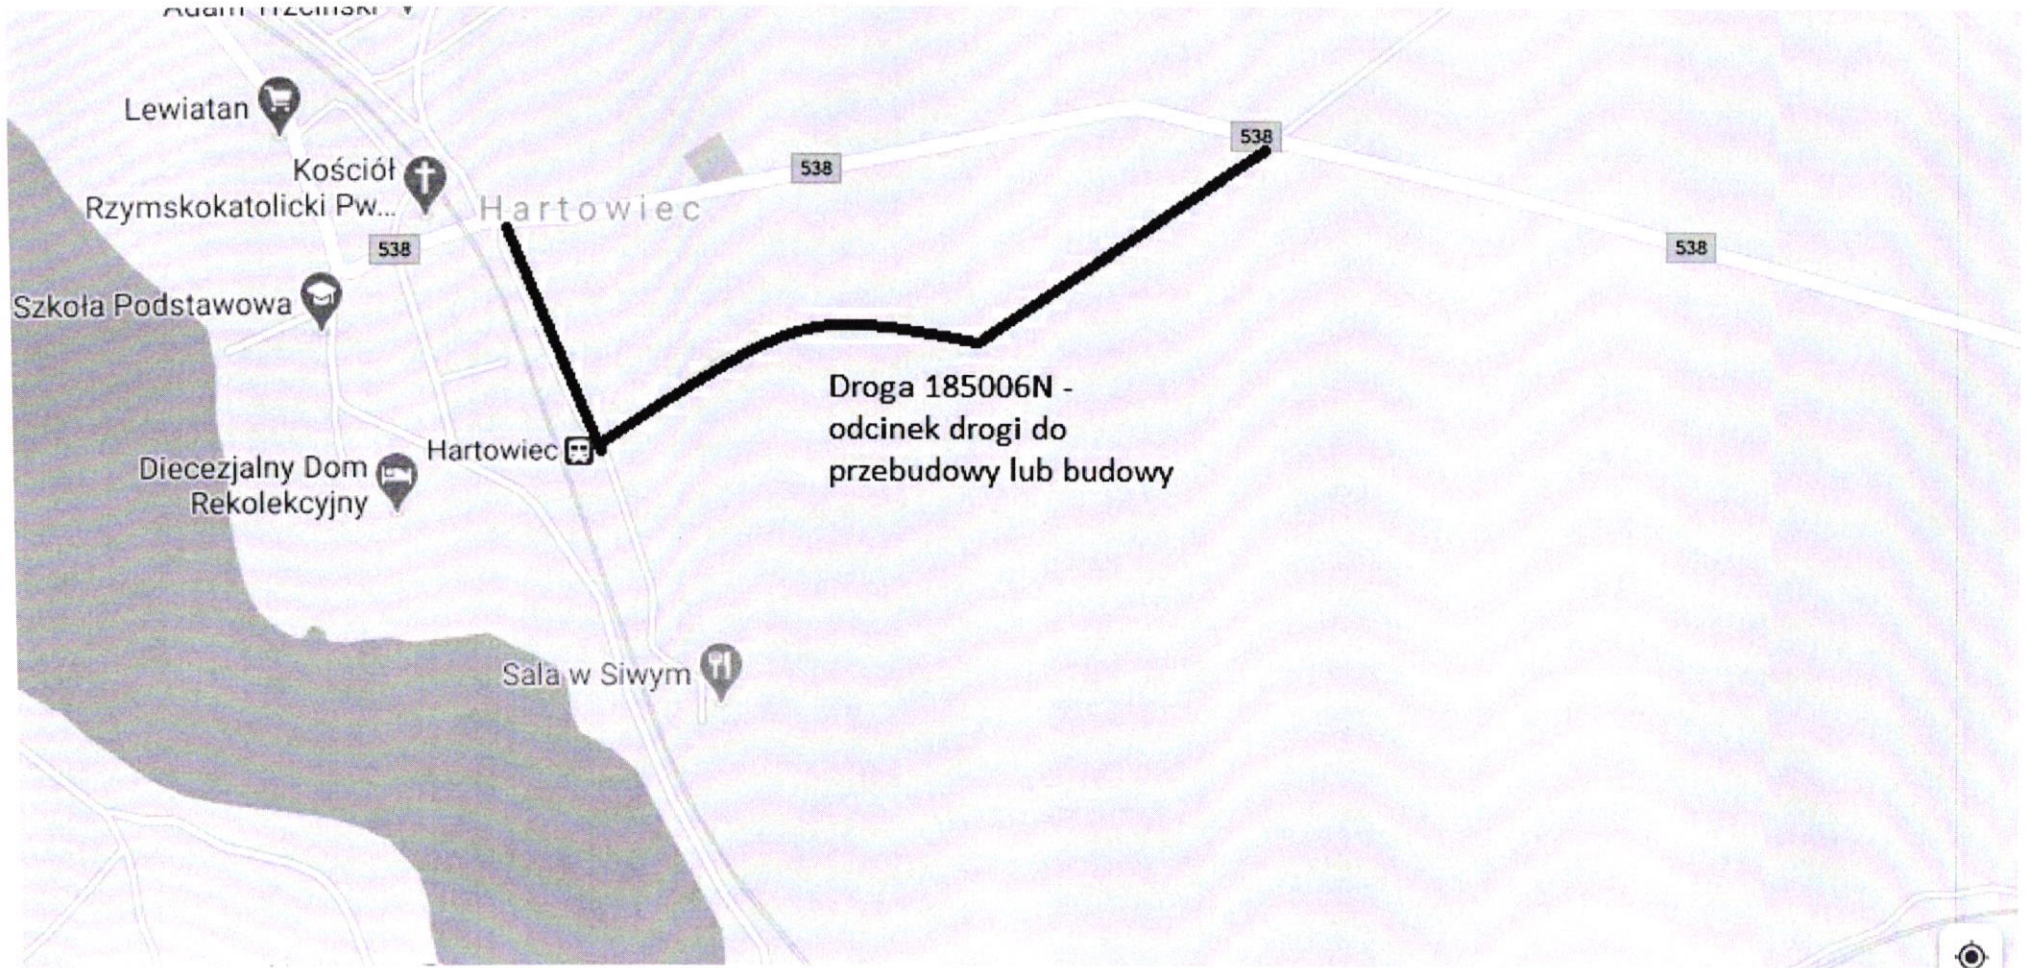 Lewiatan
Kościół
Rzymskokatolicki Pw...
Hartowiec
538
538
538
538
Szkoła Podstawowa
Droga 185006N -
odcinek drogi do
przebudowy lub budowy
Hartowiec
Diecezjalny Dom
Rekolekcyjny
Sala w Siwym